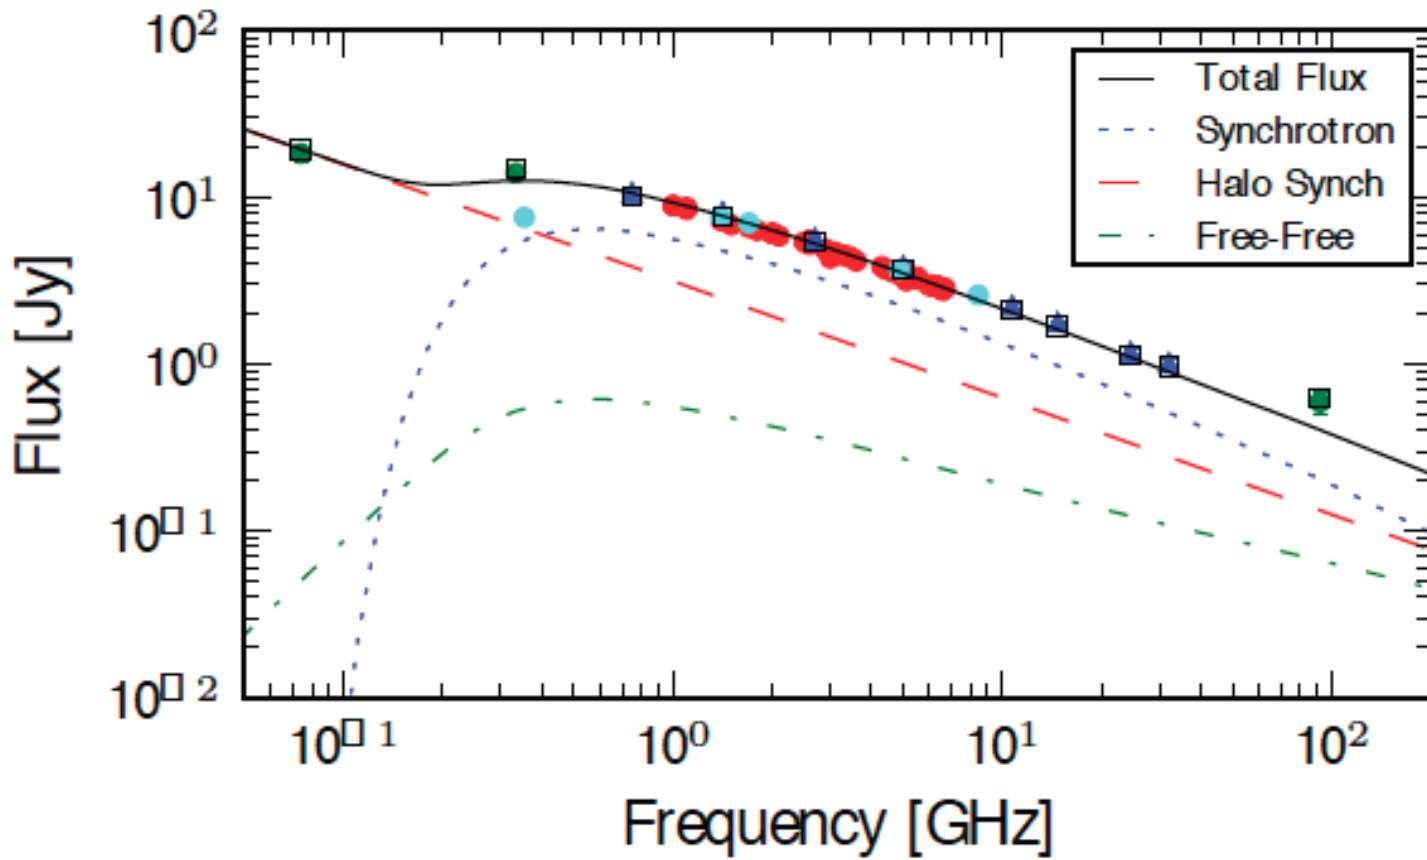 10²
10¹
10⁰
10⁠□ 1
10□ 2
Flux [Jy]
Total Flux
Synchrotron
Halo Synch
Free-Free
10□ 1
10⁰
10¹
10²
Frequency [GHz]